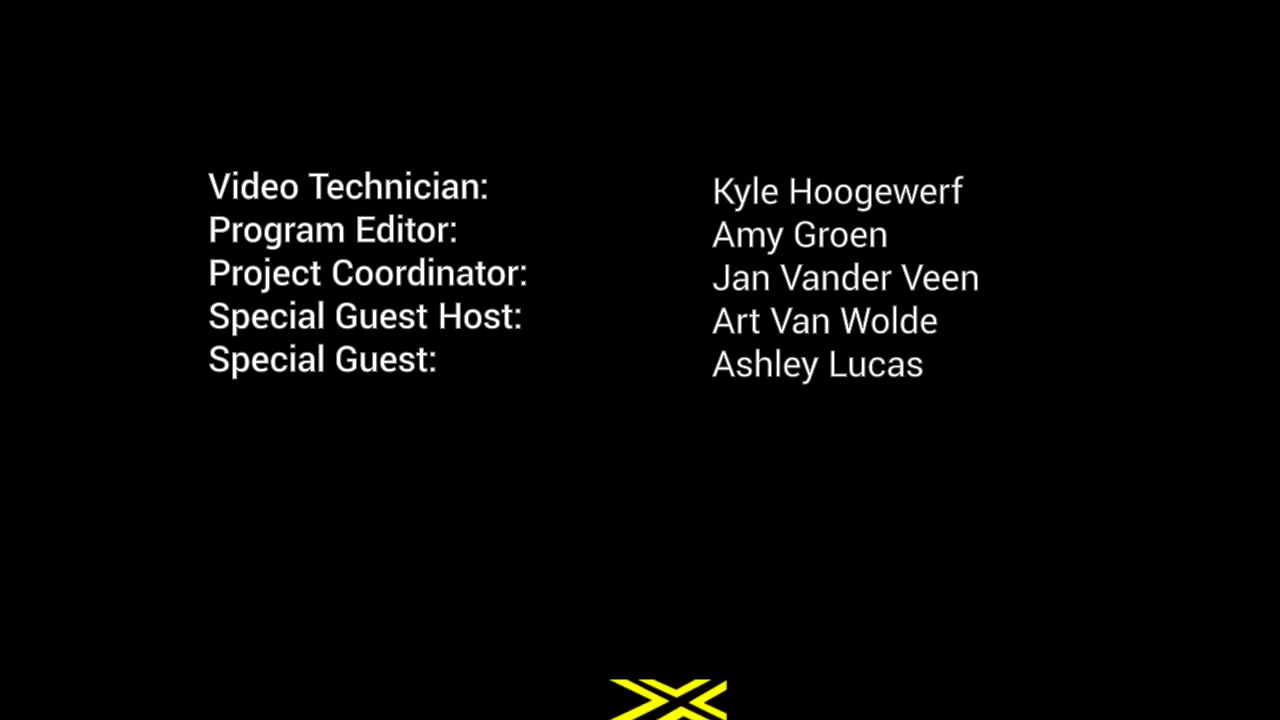 Video Technician: Kyle Hoogewerf
Program Editor: Amy Groen
Project Coordinator: Jan Vander Veen
Special Guest Host: Art Van Wolde
Special Guest: Ashley Lucas